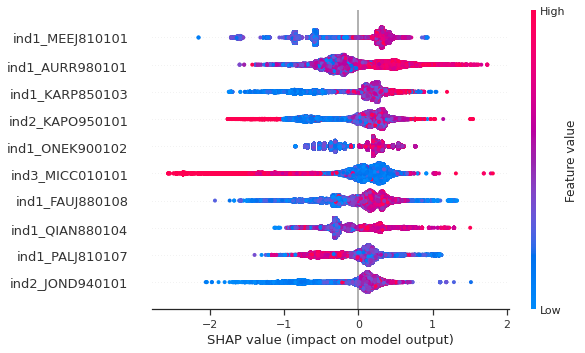 High
ind1_MEEJ810101
ind1_AURR980101
ind1_KARP850103
ind2_KAPO950101
ind1_ONEK900102
ind3_MICC010101
ind1_FAUJ880108
ind1_QIAN880104
ind1_PALJ810107
ind2_JOND940101
Feature value
Low
−2 −1 0 1 2
SHAP value (impact on model output)